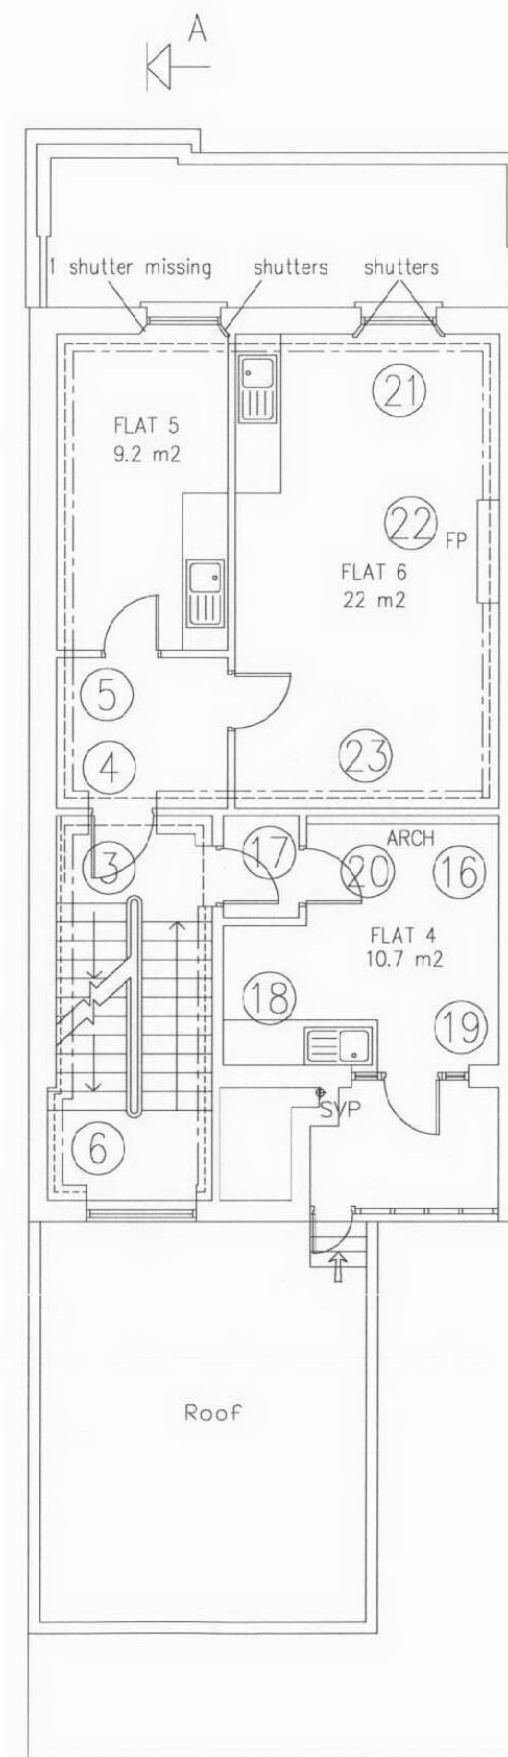 A
1 shutter missing shutters shutters
FLAT 5
9.2 m2
21
22
FP
FLAT 6
22 m2
5
4
23
3
17
ARCH
20
16
FLAT 4
10.7 m2
18
19
SVP
6
Roof